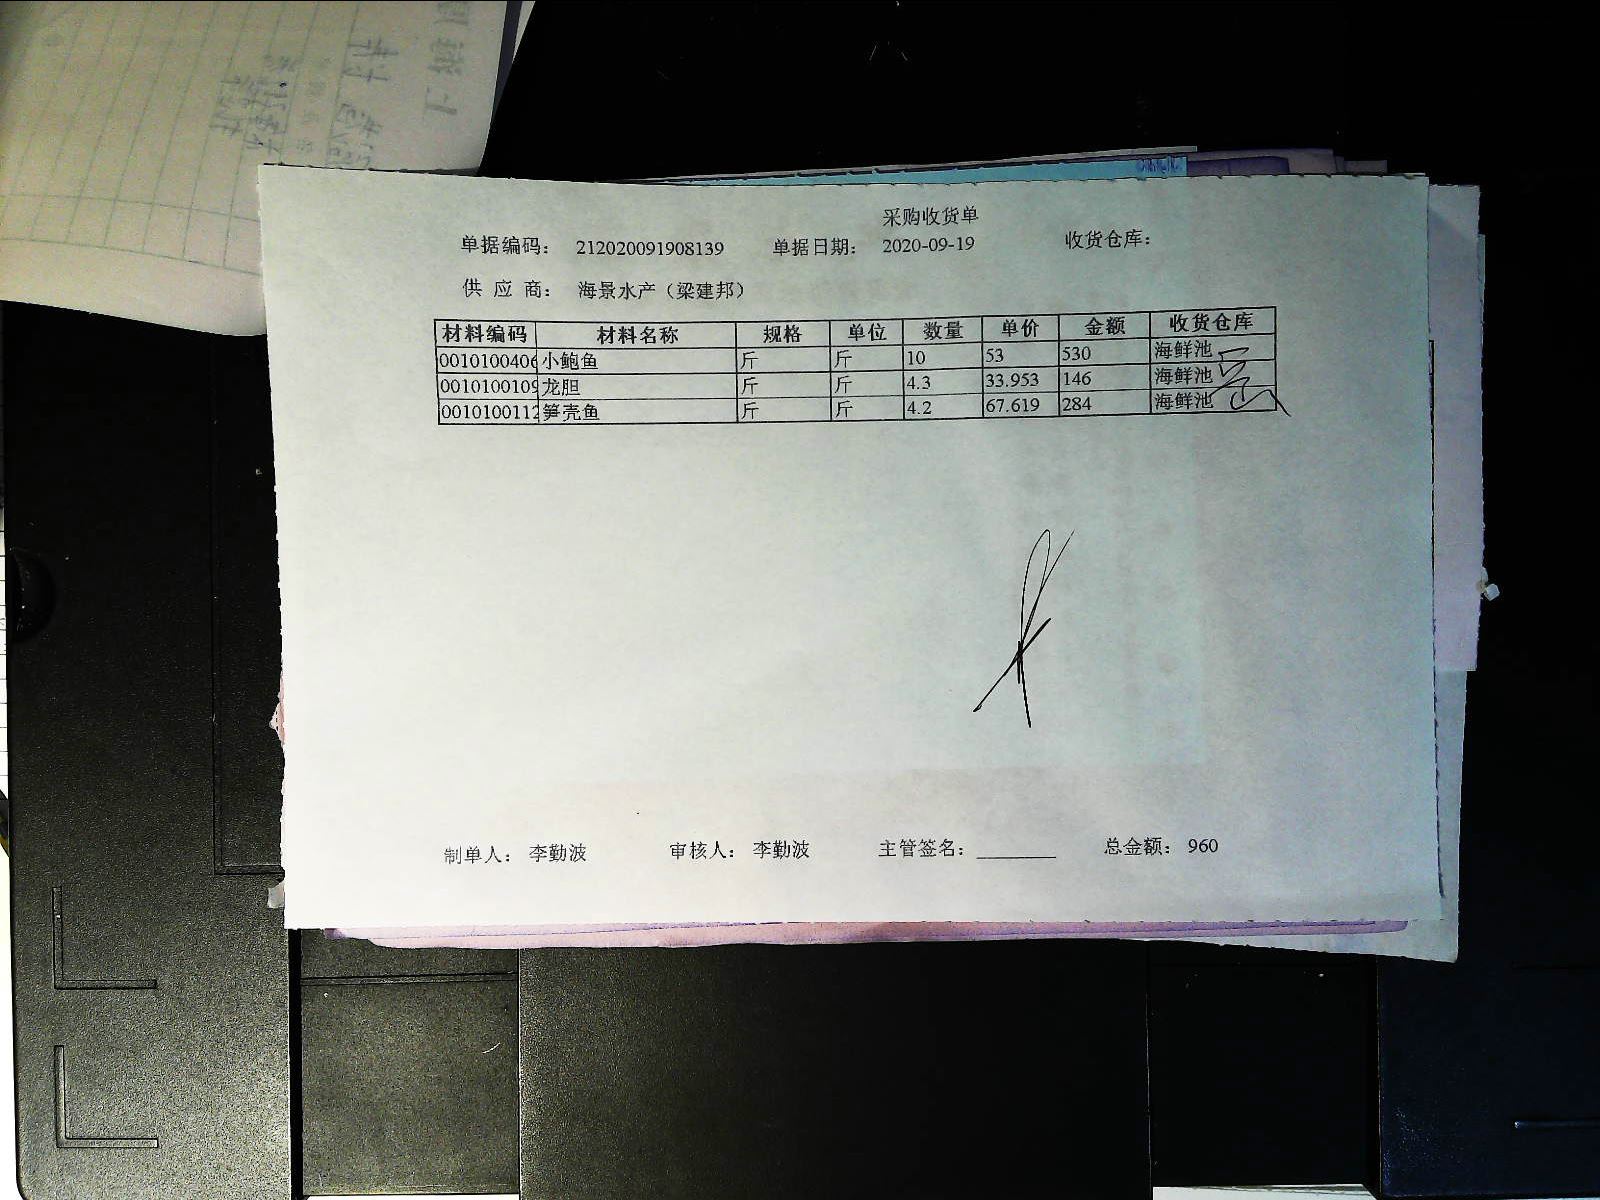 采购收货单
单据编码： 212020091908139 单据日期： 2020-09-19 收货仓库：
供 应 商： 海景水产（梁建邦）
材料编码 材料名称 规格 单位 数量 单价 金额 收货仓库
0010100406 小鲍鱼 斤 斤 10 53 530 海鲜池
0010100109 龙胆 斤 斤 4.3 33.953 146 海鲜池
0010100112 笋壳鱼 斤 斤 4.2 67.619 284 海鲜池
制单人： 李勤波 审核人： 李勤波 主管签名：________ 总金额： 960